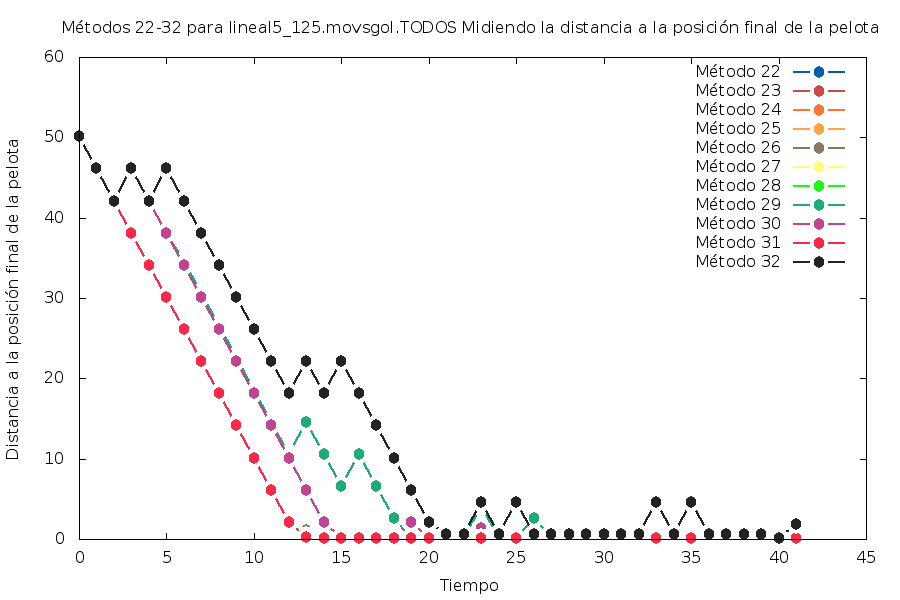 Métodos 22-32 para lineal5_125.movsgol.TODOS Midiendo la distancia a la posición final de la pelota
60
50
40
30
20
10
0
Distancia a la posición final de la pelota
Método 22
Método 23
Método 24
Método 25
Método 26
Método 27
Método 28
Método 29
Método 30
Método 31
Método 32
0 5 10 15 20 25 30 35 40 45
Tiempo